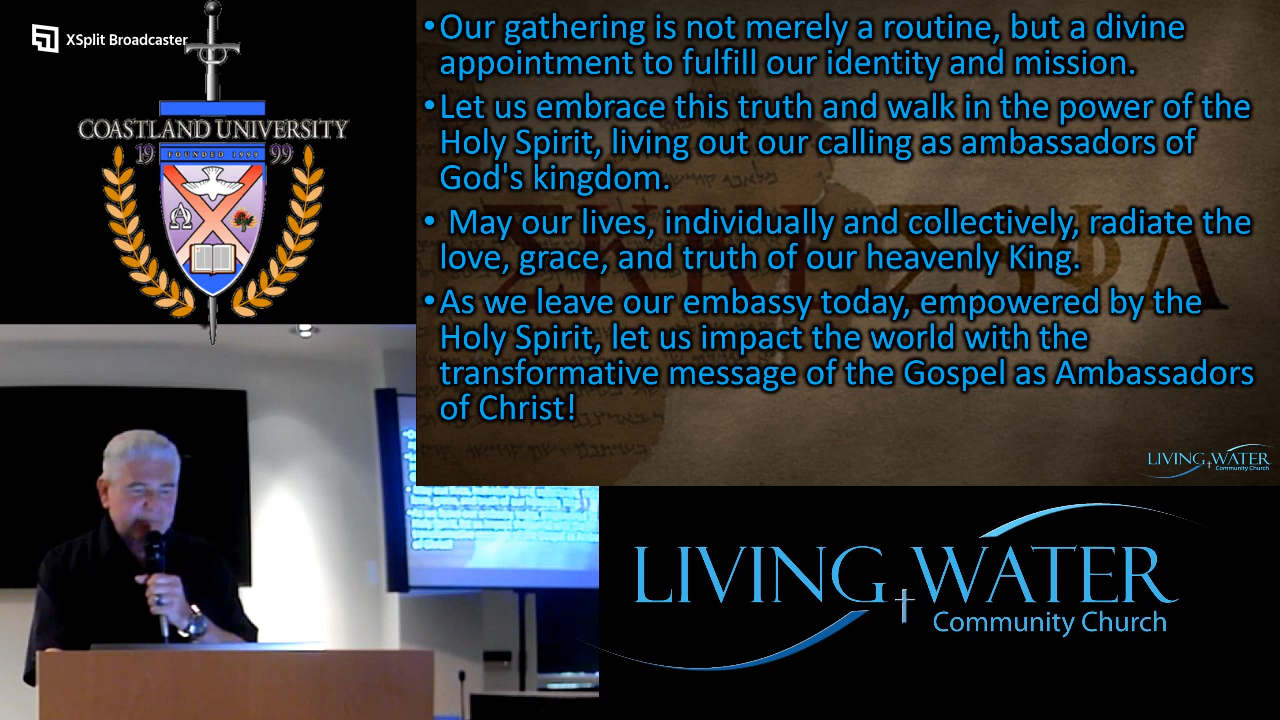 XSplit Broadcaster
COASTLAND UNIVERSITY
19 99
FOUNDED 1999
ΑΩ
• Our gathering is not merely a routine, but a divine
appointment to fulfill our identity and mission.
• Let us embrace this truth and walk in the power of the
Holy Spirit, living out our calling as ambassadors of
God's kingdom.
• May our lives, individually and collectively, radiate the
love, grace, and truth of our heavenly King.
• As we leave our embassy today, empowered by the
Holy Spirit, let us impact the world with the
transformative message of the Gospel as Ambassadors
of Christ!
LIVING WATER
Community Church
LIVING WATER
Community Church